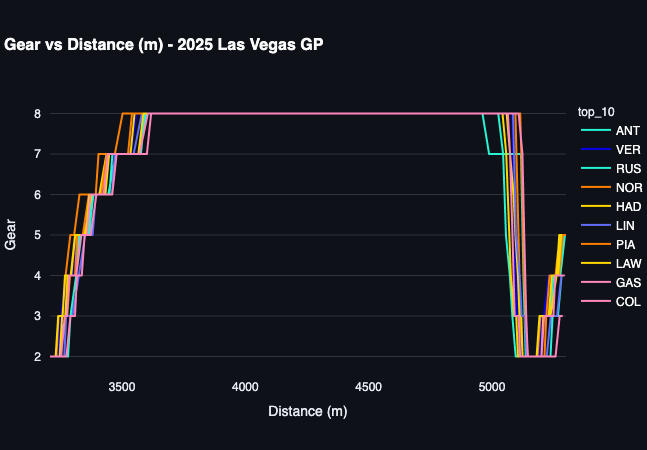 Gear vs Distance (m) - 2025 Las Vegas GP
top_10
ANT
VER
RUS
NOR
HAD
LIN
PIA
LAW
GAS
COL
8
7
6
5
4
3
2
Gear
3500 4000 4500 5000
Distance (m)